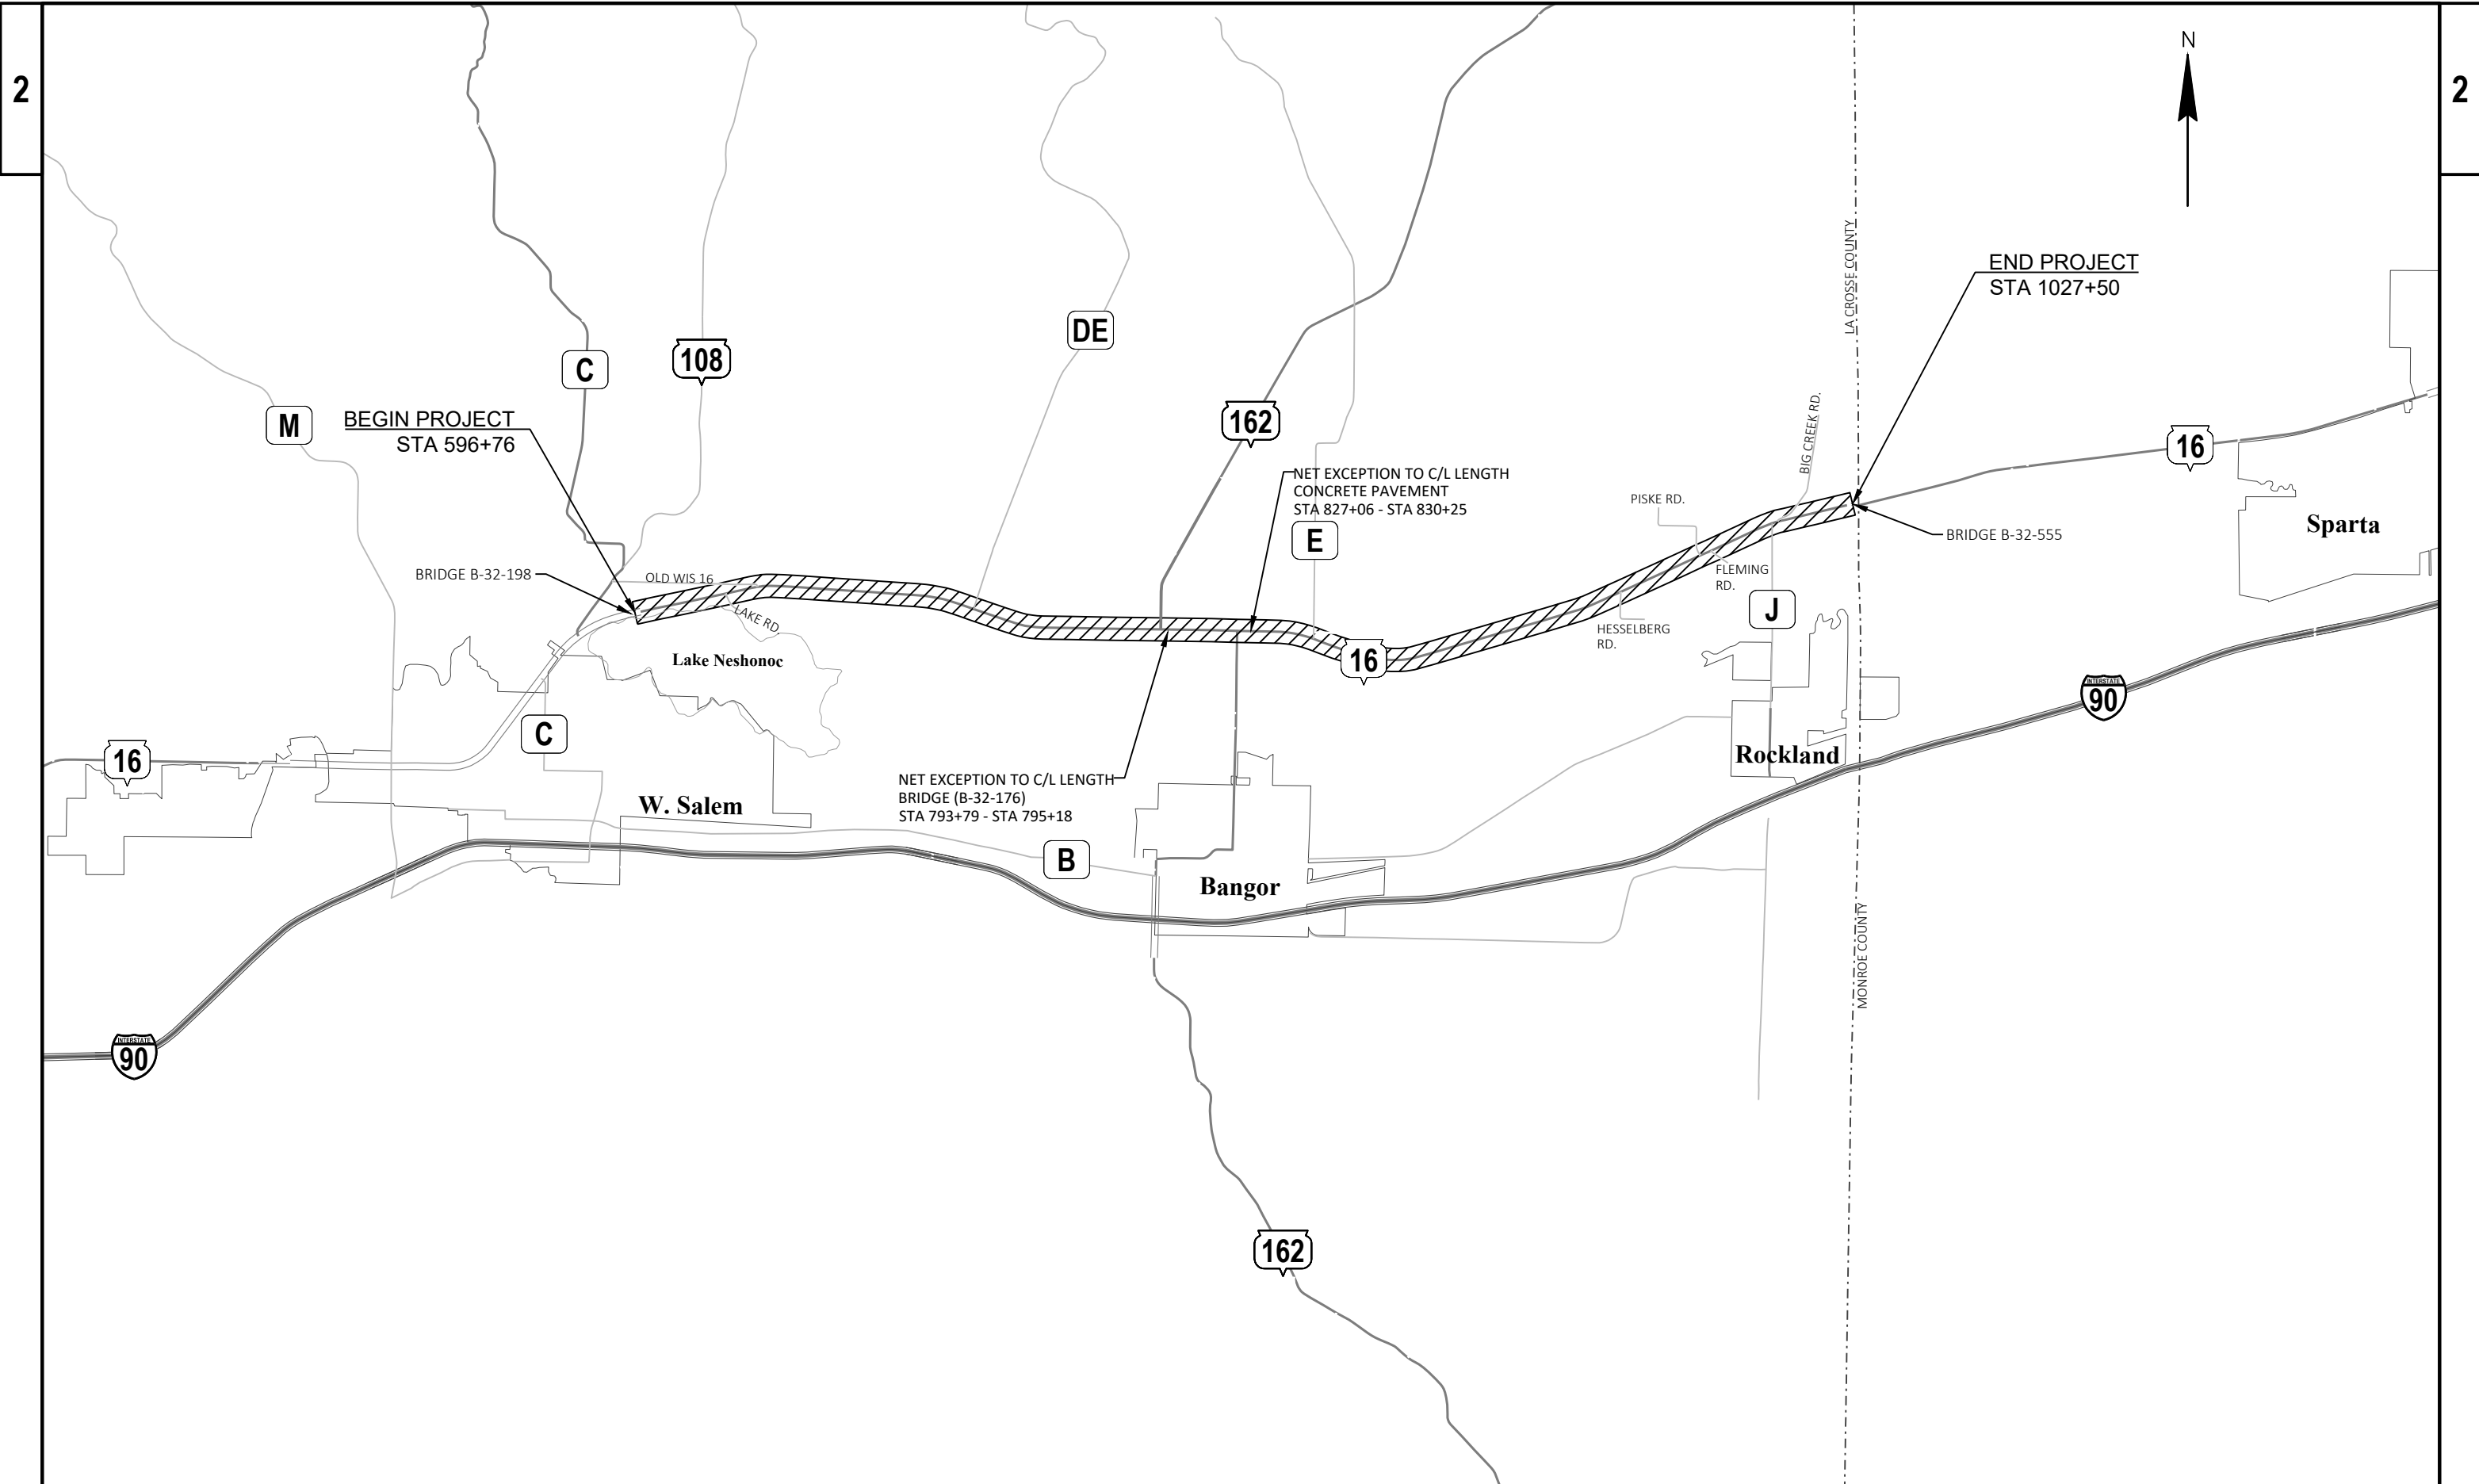 2
2
N
LA CROSSE COUNTY
END PROJECT
STA 1027+50
DE
108
C
M
BEGIN PROJECT
STA 596+76
162
BIG CREEK RD.
16
NET EXCEPTION TO C/L LENGTH
CONCRETE PAVEMENT
STA 827+06 - STA 830+25
PISKE RD.
E
BRIDGE B-32-555
Sparta
BRIDGE B-32-198
OLD WIS 16
FLEMING
RD.
LAKE RD.
J
HESSELBERG
RD.
Lake Neshonoc
16
INTERSTATE
90
C
16
Rockland
NET EXCEPTION TO C/L LENGTH
BRIDGE (B-32-176)
STA 793+79 - STA 795+18
W. Salem
B
Bangor
MONROE COUNTY
INTERSTATE
90
162